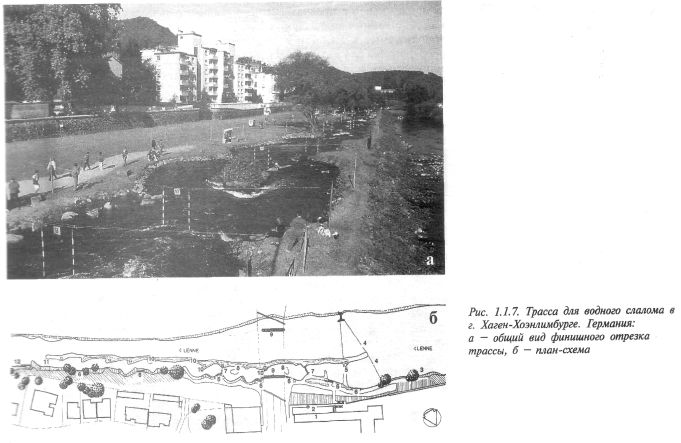 а
б
Рис. 1.1.7. Трасса для водного слалома в
г. Хаген-Хоэнлимбурге. Германия:
а — общий вид финишного отрезка
трассы, б — план-схема
LENNE
LENNE